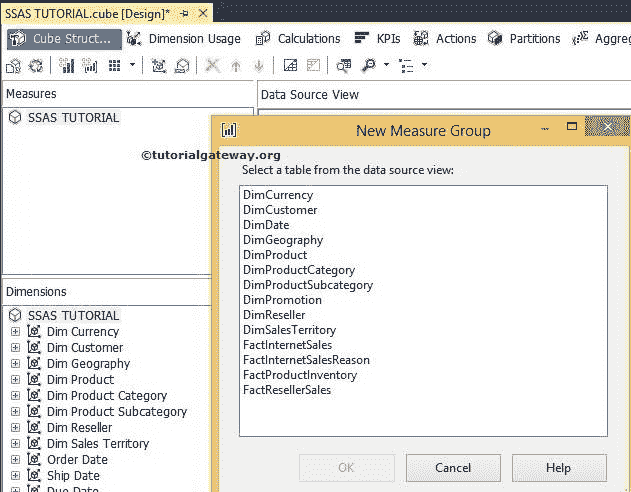 SSAS TUTORIAL.cube [Design]*
Cube Struct... Dimension Usage Calculations KPIs Actions Partitions Aggreg
Measures
Data Source View
SSAS TUTORIAL
New Measure Group
©tutorialgateway.org
Select a table from the data source view:
DimCurrency
DimCustomer
DimDate
DimGeography
DimProduct
DimProductCategory
DimProductSubcategory
DimPromotion
DimReseller
DimSalesTerritory
FactInternetSales
FactInternetSalesReason
FactProductInventory
FactResellerSales
OK Cancel Help
Dimensions
SSAS TUTORIAL
Dim Currency
Dim Customer
Dim Geography
Dim Product
Dim Product Category
Dim Product Subcategory
Dim Reseller
Dim Sales Territory
Order Date
Ship Date
Due Date